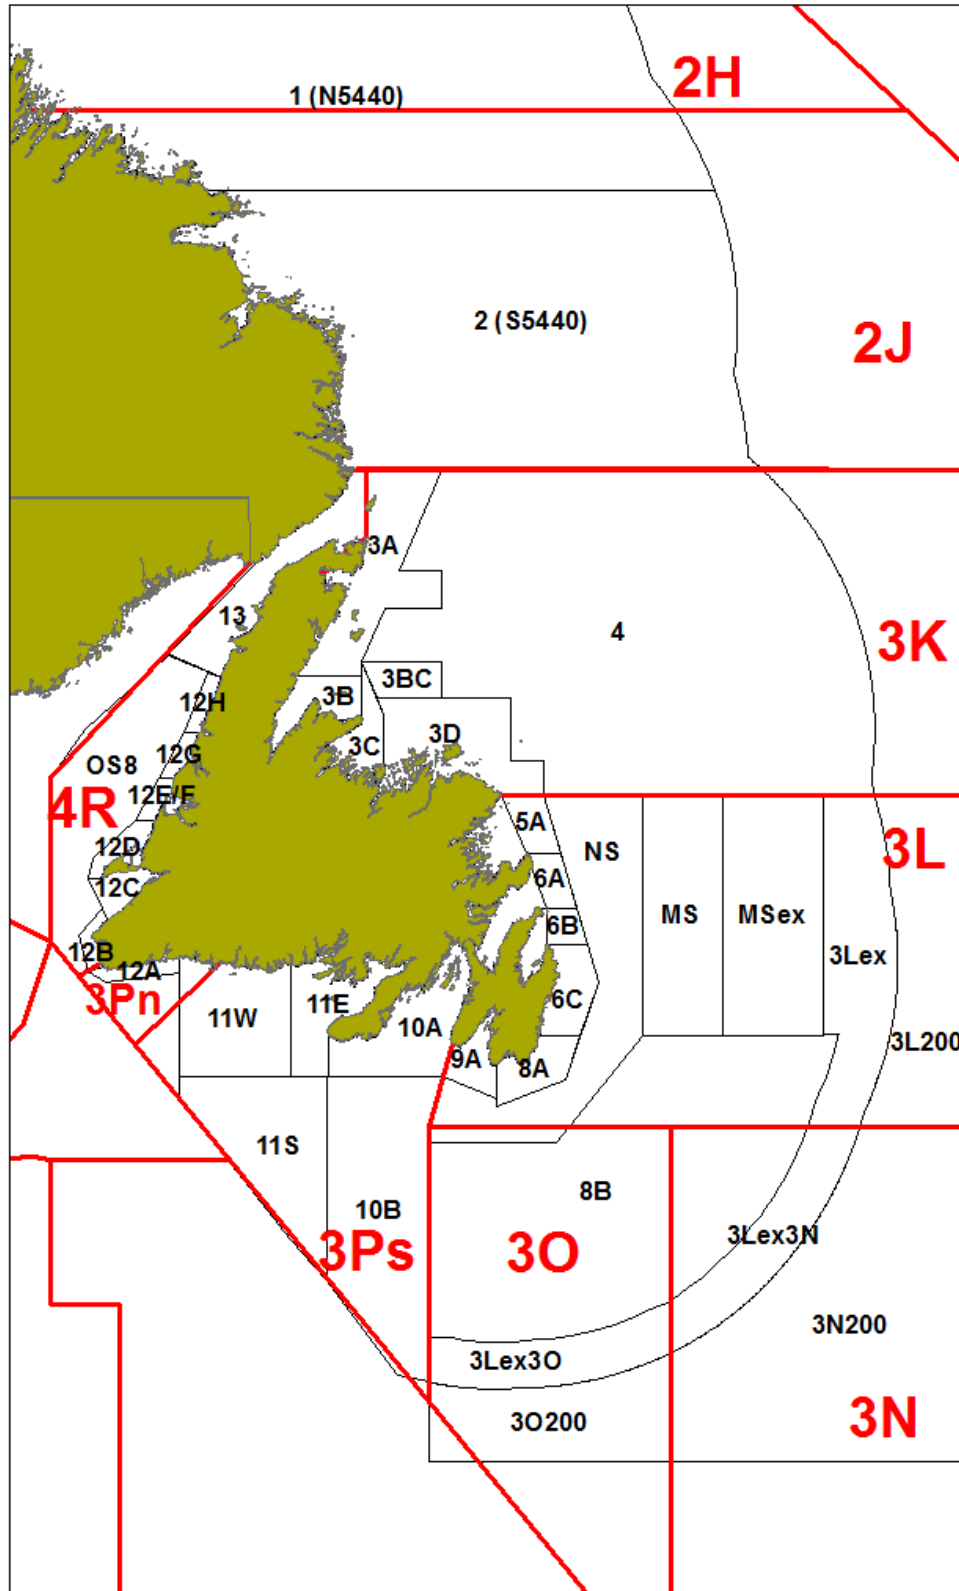 2H
1 (N5440)
2 (S5440)
2J
3A
13
4
3K
3BC
12H
3B
3D
3C
12G
OS8
12E/F
4R
5A
3L
12D
NS
6A
12C
MS
MSex
6B
12B
3Lex
12A
3Pn
11E
6C
11W
10A
3L200
9A
8A
11S
8B
10B
3Lex3N
3Ps
3O
3N200
3Lex3O
3O200
3N